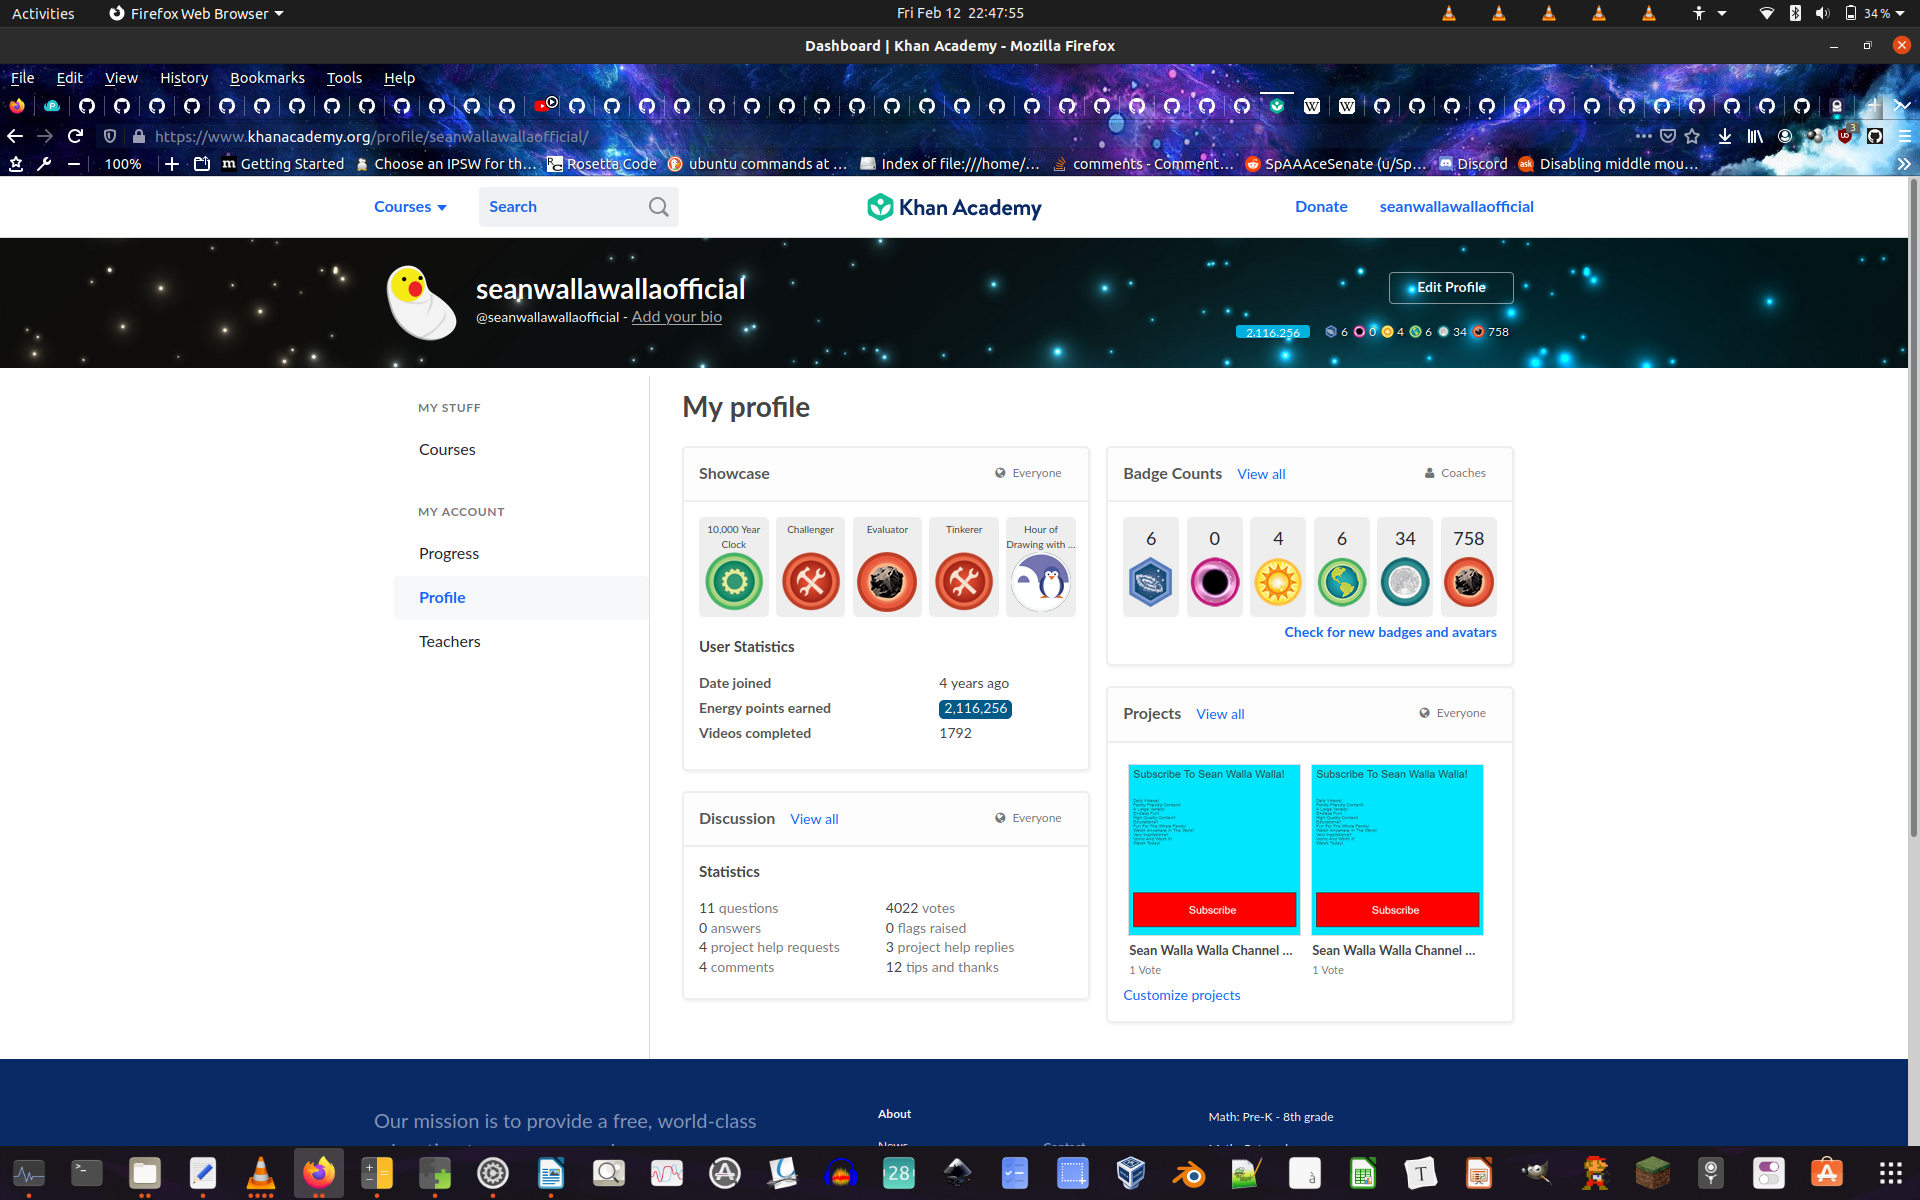 Activities
Firefox Web Browser
Fri Feb 12 22:47:55
34 %
Dashboard | Khan Academy - Mozilla Firefox
File Edit View History Bookmarks Tools Help
https://www.khanacademy.org/profile/seanwallawallaofficial/
3
100%
Getting Started
Choose an IPSW for th…
Rosetta Code
ubuntu commands at …
Index of file:///home/…
comments - Comment…
SpAAAceSenate (u/Sp…
Discord
Disabling middle mou…
Courses
Search
Khan Academy
Donate
seanwallawallaofficial
seanwallawallaofficial
@seanwallawallaofficial - Add your bio
Edit Profile
2,116,256 6 0 4 6 34 758
MY STUFF
Courses
MY ACCOUNT
Progress
Profile
Teachers
My profile
Showcase
Everyone
10,000 Year Clock
Challenger
Evaluator
Tinkerer
Hour of Drawing with ...
User Statistics
Date joined 4 years ago
Energy points earned 2,116,256
Videos completed 1792
Discussion View all
Everyone
Statistics
11 questions 4022 votes
0 answers 0 flags raised
4 project help requests 3 project help replies
4 comments 12 tips and thanks
Badge Counts View all
Coaches
6 0 4 6 34 758
Check for new badges and avatars
Projects View all
Everyone
Subscribe To Sean Walla Walla!
Subscribe
Sean Walla Walla Channel ...
1 Vote
Subscribe To Sean Walla Walla!
Subscribe
Sean Walla Walla Channel ...
1 Vote
Customize projects
Our mission is to provide a free, world-class
About
Math: Pre-K - 8th grade
28